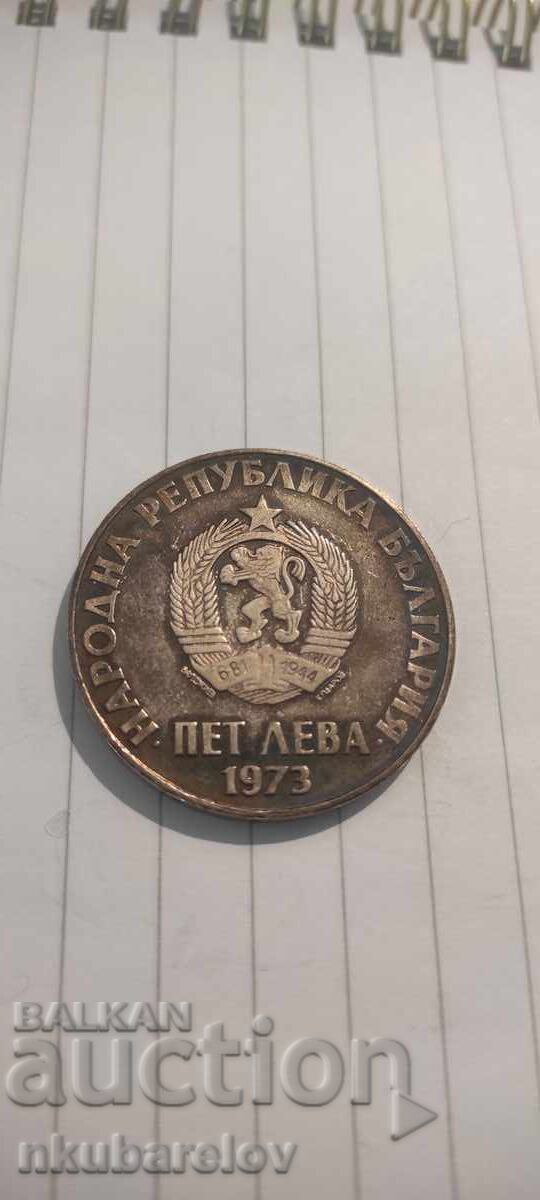 · НАРОДНА РЕПУБЛИКА БЪЛГАРИЯ ·
681 1944
ПЕТ ЛЕВА
1973
BALKAN
auction
nkubarelov